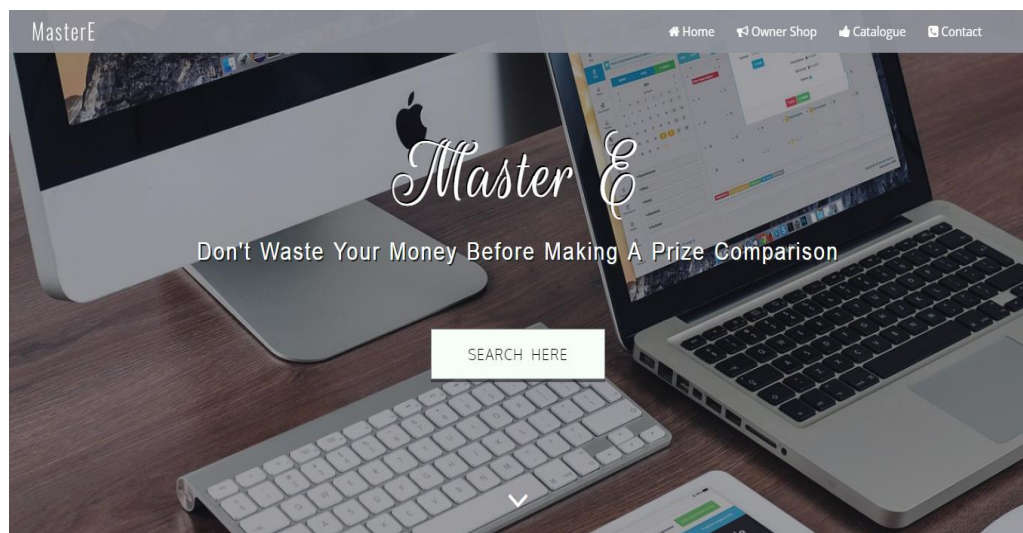 MasterE
Home Owner Shop Catalogue Contact
Master E
Don't Waste Your Money Before Making A Prize Comparison
SEARCH HERE